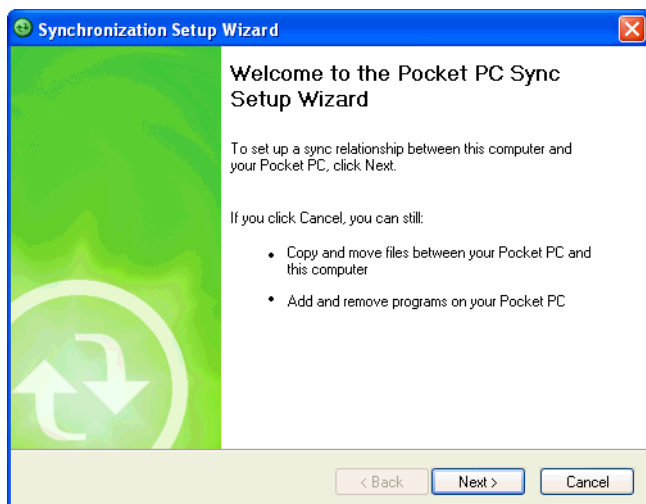 Synchronization Setup Wizard
Welcome to the Pocket PC Sync
Setup Wizard
To set up a sync relationship between this computer and
your Pocket PC, click Next.
If you click Cancel, you can still:
• Copy and move files between your Pocket PC and
this computer
• Add and remove programs on your Pocket PC
< Back Next > Cancel